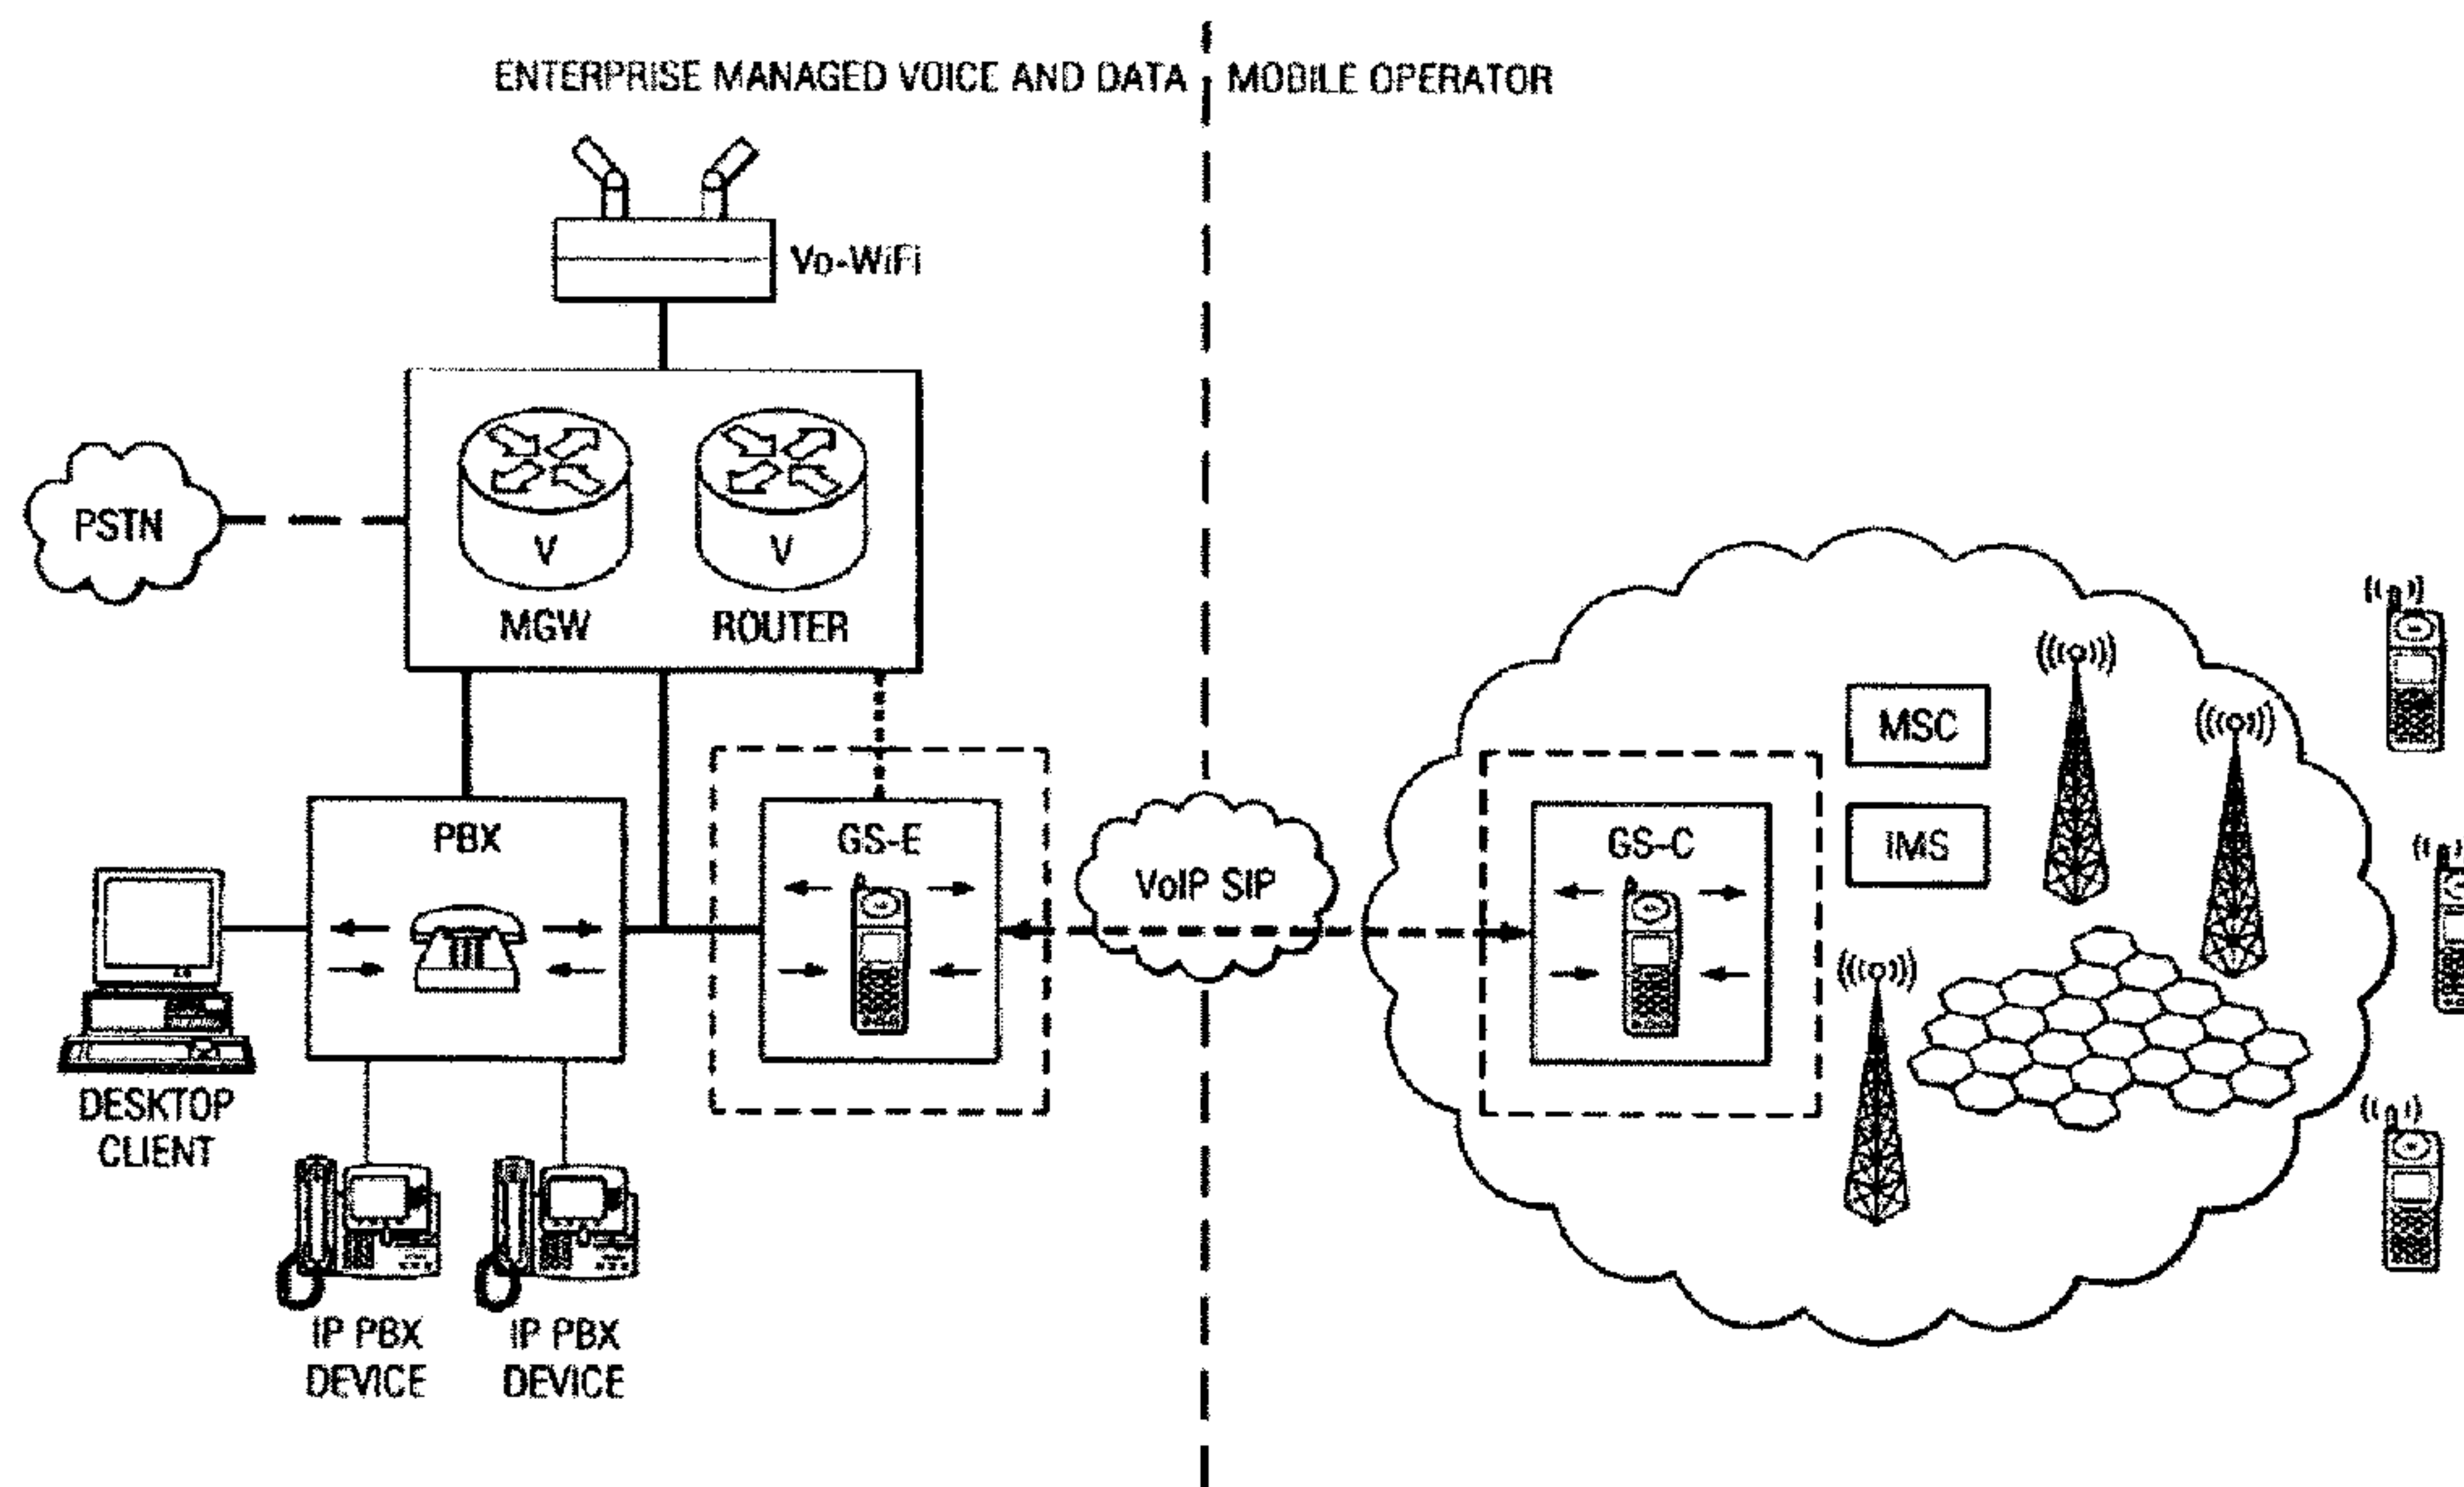 ENTERPRISE MANAGED VOICE AND DATA
MOBILE OPERATOR
Vo-WiFi
PSTN
V
V
MGW
ROUTER
PBX
GS-E
VoIP SIP
GS-C
MSC
IMS
DESKTOP
CLIENT
IP PBX
DEVICE
IP PBX
DEVICE